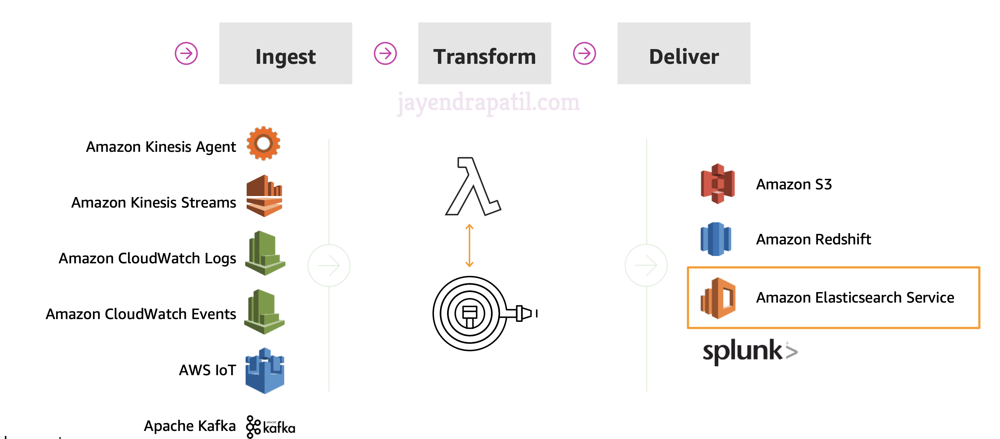 Ingest
Transform
Deliver
jayendrapatil.com
Amazon Kinesis Agent
Amazon Kinesis Streams
Amazon CloudWatch Logs
Amazon CloudWatch Events
AWS IoT
Apache Kafka
APACHE
kafka
Amazon S3
Amazon Redshift
Amazon Elasticsearch Service
splunk>